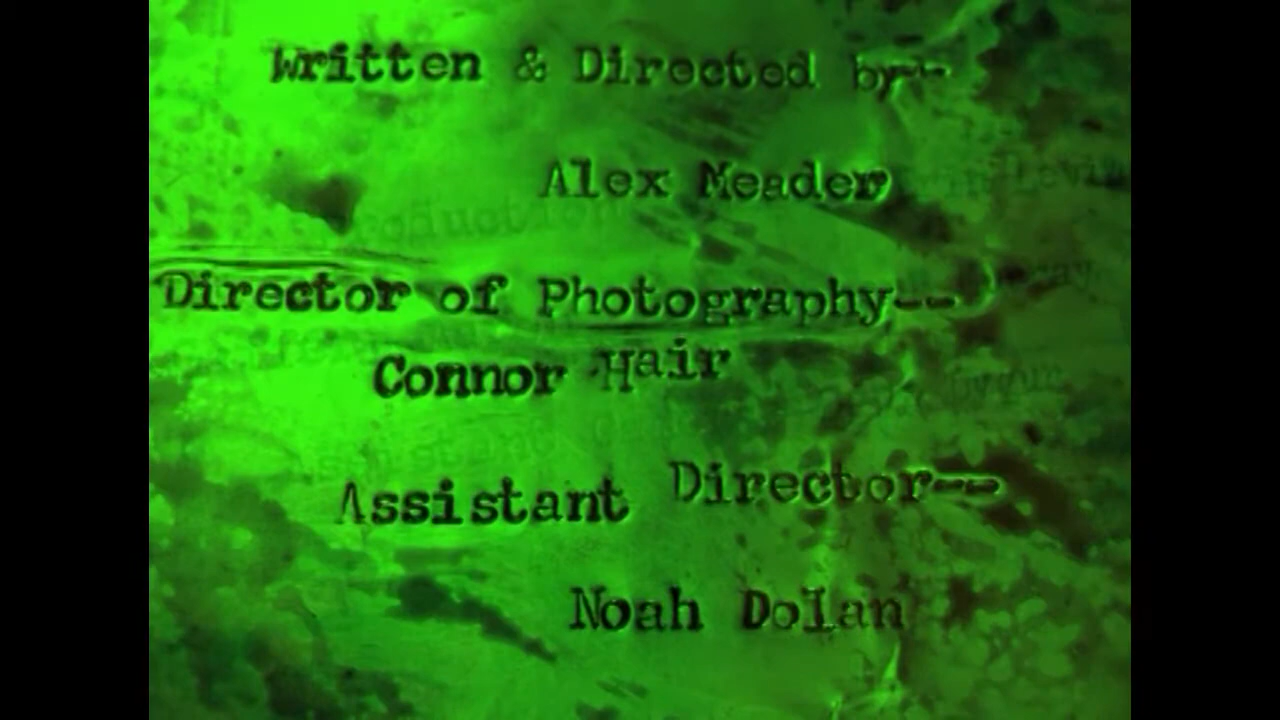 Written & Directed by--
Alex Meader
Director of Photography--
Connor Hair
Assistant Director--
Noah Dolan